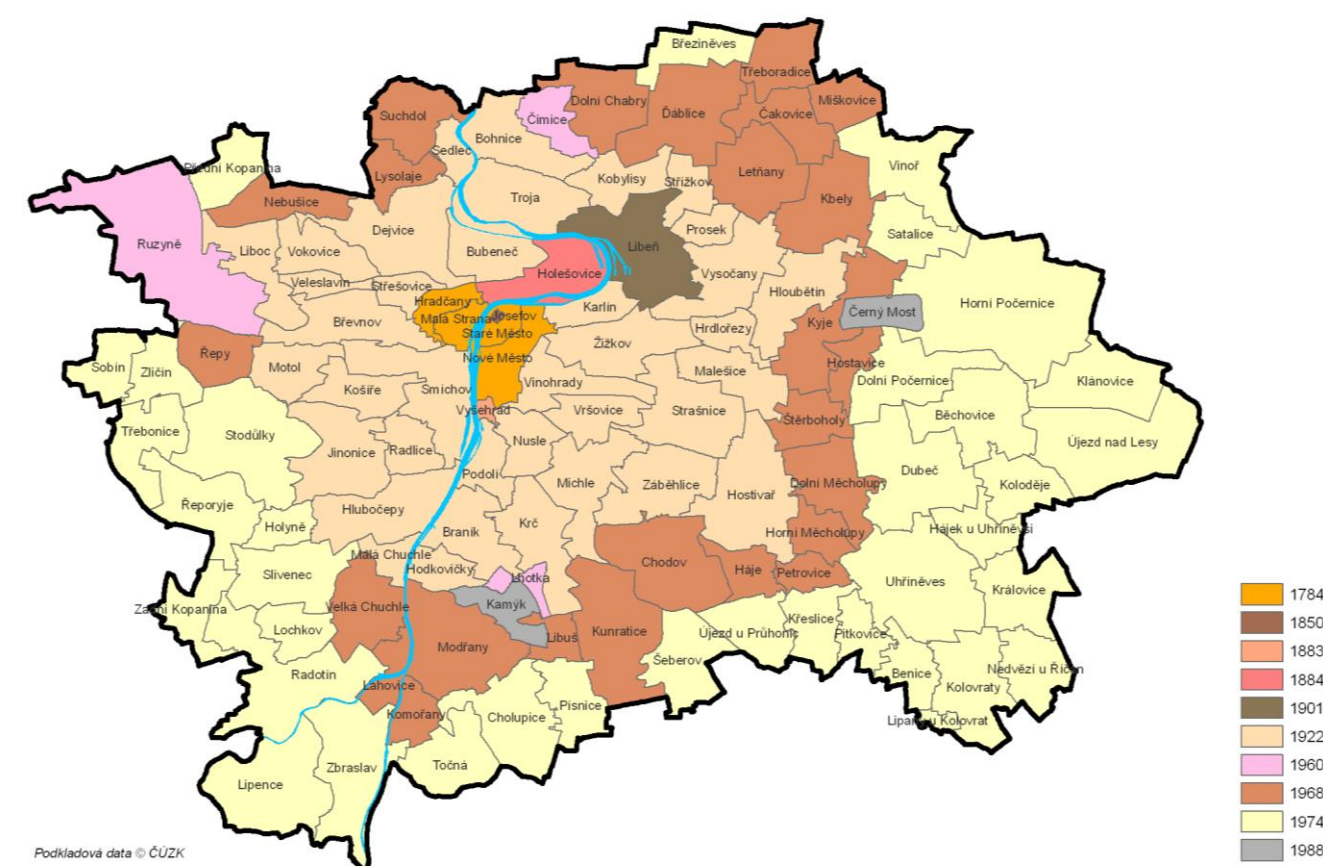 Březiněves
Třeboradice
Dolní Chabry
Miškovice
Ďáblice
Čakovice
Suchdol
Čimice
Bohnice
Sedlec
Vinoř
Přední Kopanina
Lysolaje
Kobylisy
Střížkov
Letňany
Nebušice
Troja
Kbely
Dejvice
Prosek
Satalice
Ruzyně
Liboc
Vokovice
Bubeneč
Libeň
Vysočany
Holešovice
Veleslavín
Střešovice
Hloubětín
Horní Počernice
Hradčany
Karlín
Černý Most
Malá Strana
Josefov
Břevnov
Staré Město
Hrdlořezy
Kyje
Žižkov
Nové Město
Hostavice
Řepy
Sobín
Zličín
Motol
Malešice
Košíře
Smíchov
Vinohrady
Dolní Počernice
Klánovice
Vyšehrad
Vršovice
Strašnice
Štěrboholy
Běchovice
Třebonice
Stodůlky
Nusle
Újezd nad Lesy
Jinonice
Radlice
Podolí
Michle
Záběhlice
Dubeč
Dolní Měcholupy
Koloděje
Hostivař
Řeporyje
Hlubočepy
Holyně
Braník
Krč
Horní Měcholupy
Hájek u Uhříněvsi
Malá Chuchle
Hodkovičky
Chodov
Slivenec
Lhotka
Háje
Petrovice
Uhříněves
Královice
Zadní Kopanina
Velká Chuchle
Kamýk
Lochkov
Libuš
Kunratice
Křeslice
Újezd u Průhonic
Pitkovice
Modřany
Šeberov
Radotín
Benice
Nedvězí u Říčan
Lahovice
Kolovraty
Komořany
Písnice
Cholupice
Lipany u Kolovrat
Točná
Zbraslav
Lipence
1784
1850
1883
1884
1901
1922
1960
1968
1974
1988
Podkladová data © ČÚZK